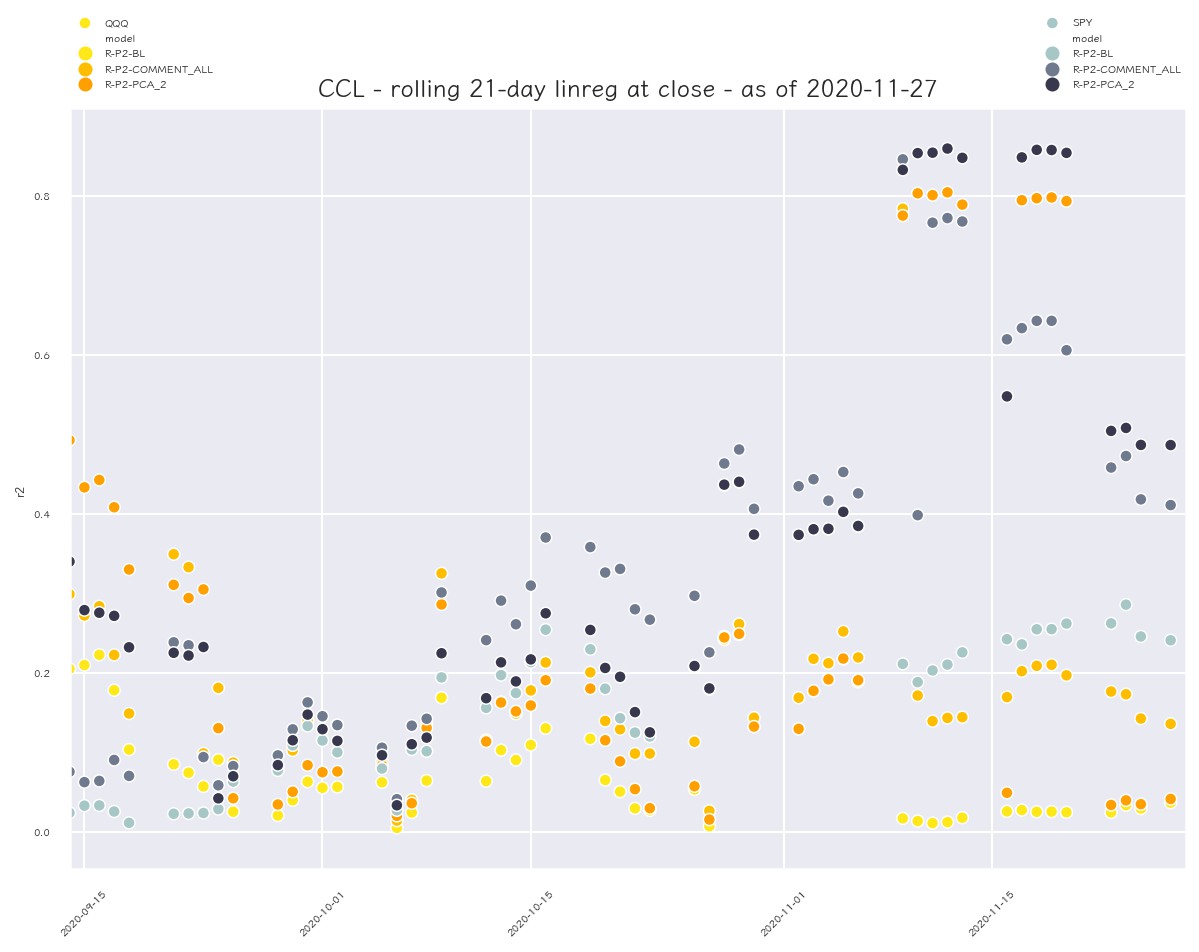 QQQ
model
R-P2-BL
R-P2-COMMENT_ALL
R-P2-PCA_2
SPY
model
R-P2-BL
R-P2-COMMENT_ALL
R-P2-PCA_2
CCL - rolling 21-day linreg at close - as of 2020-11-27
0.8
0.6
0.4
0.2
0.0
r2
2020-09-15
2020-10-01
2020-10-15
2020-11-01
2020-11-15